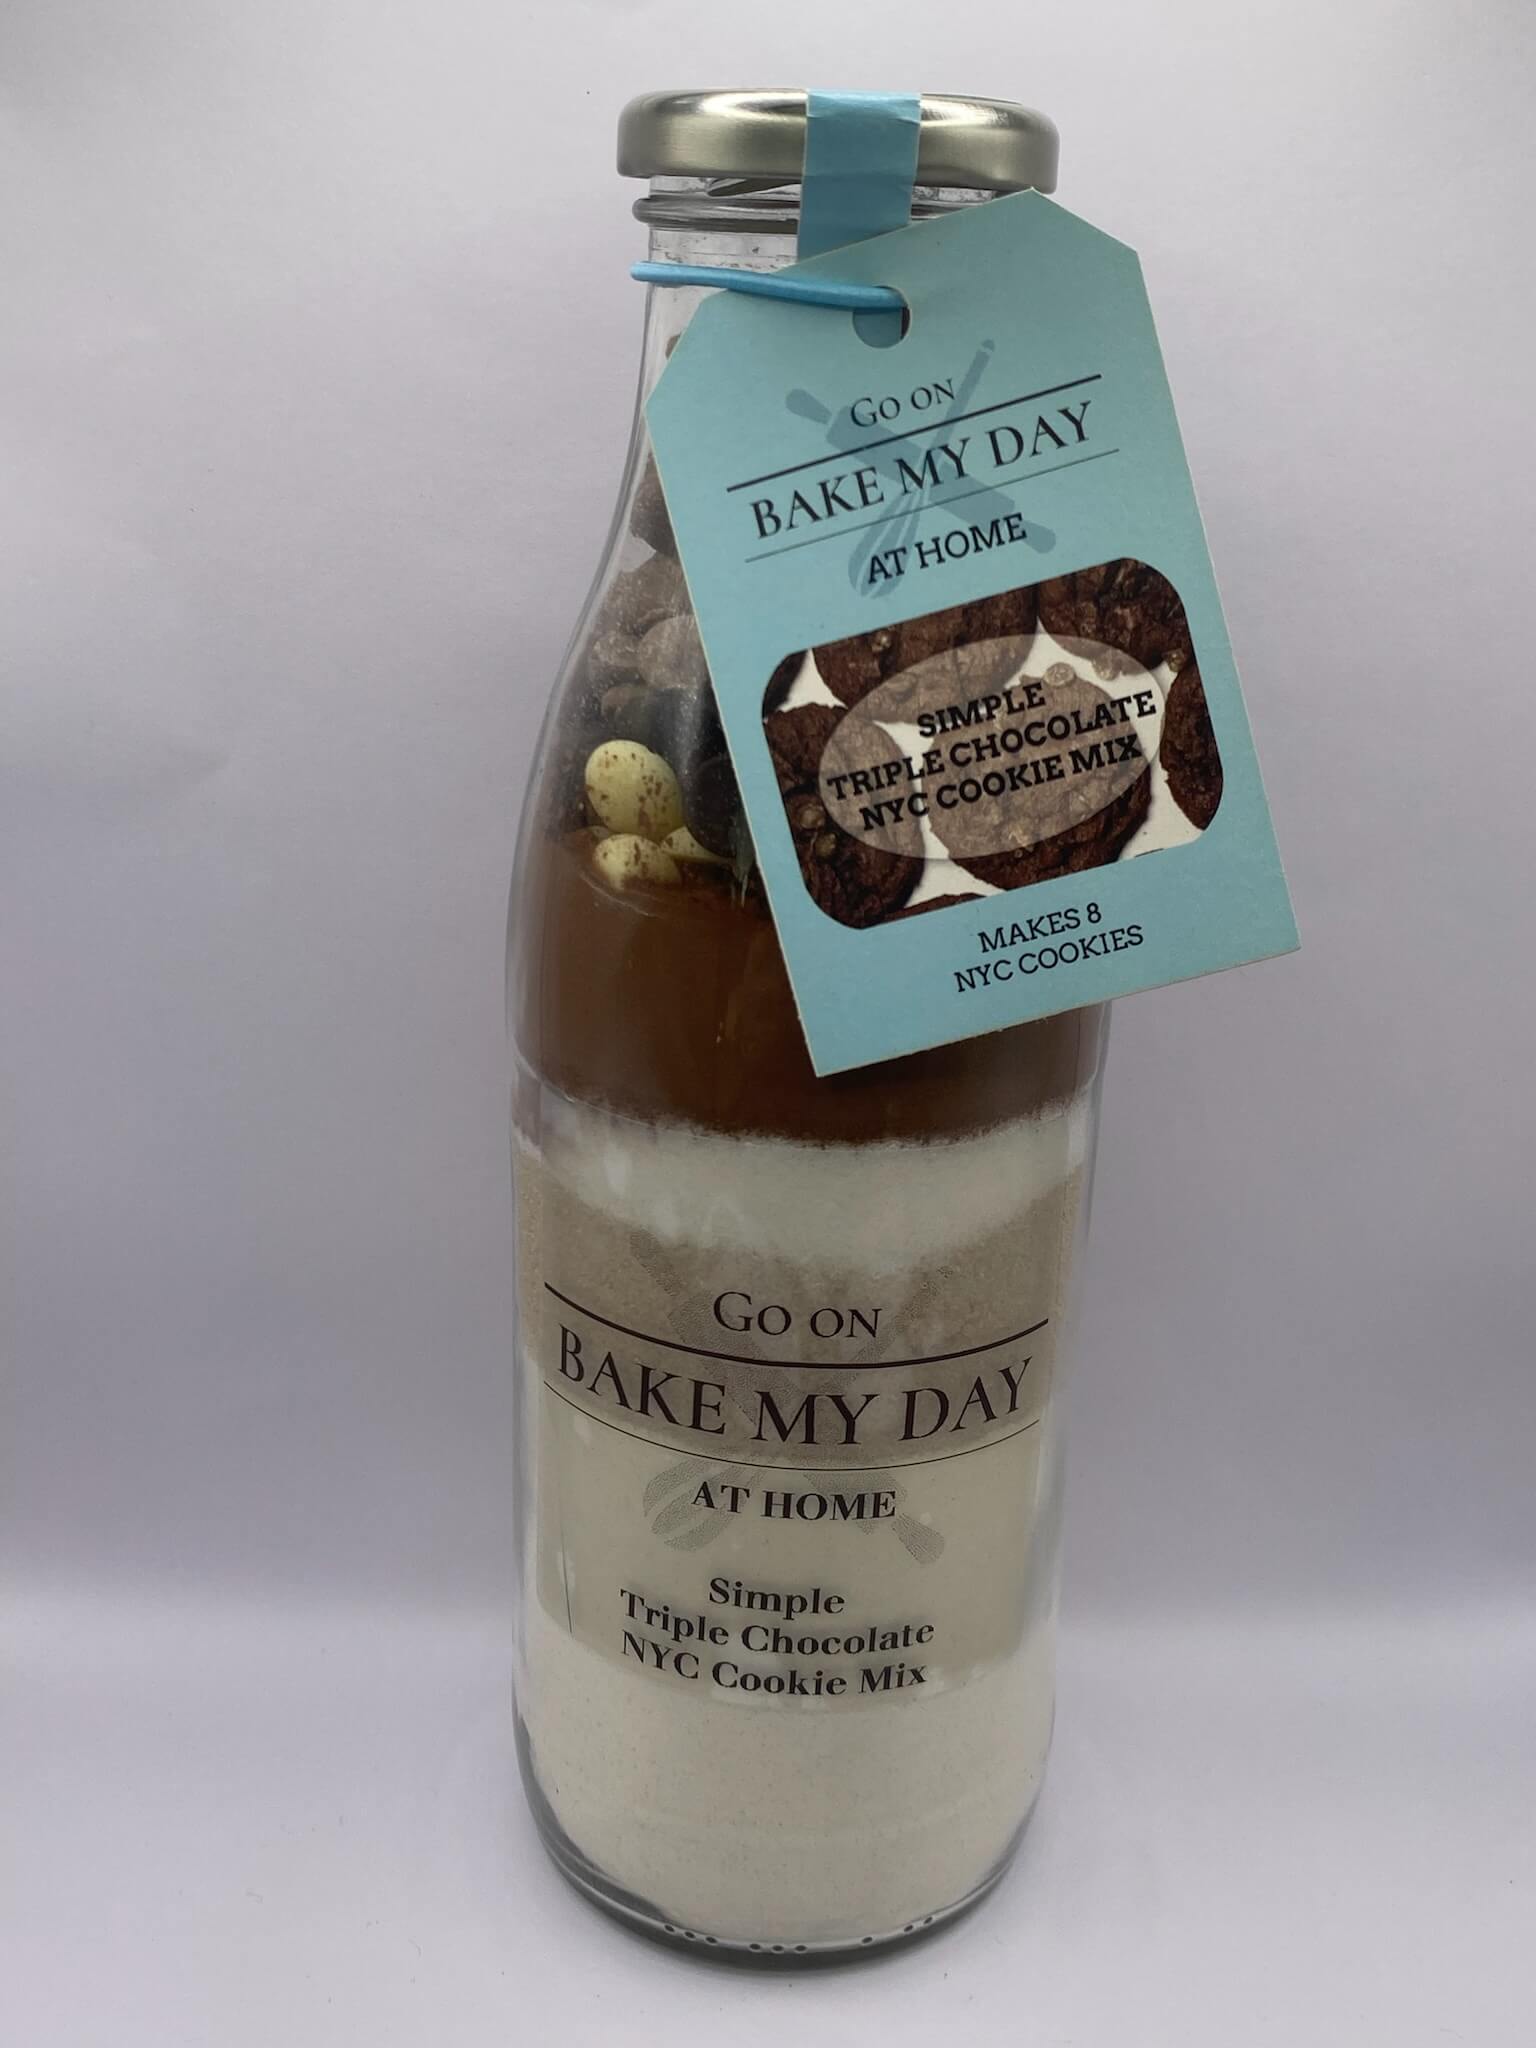 GO ON
BAKE MY DAY
AT HOME
SIMPLE
TRIPLE CHOCOLATE
NYC COOKIE MIX
MAKES 8
NYC COOKIES
GO ON
BAKE MY DAY
AT HOME
Simple
Triple Chocolate
NYC Cookie Mix